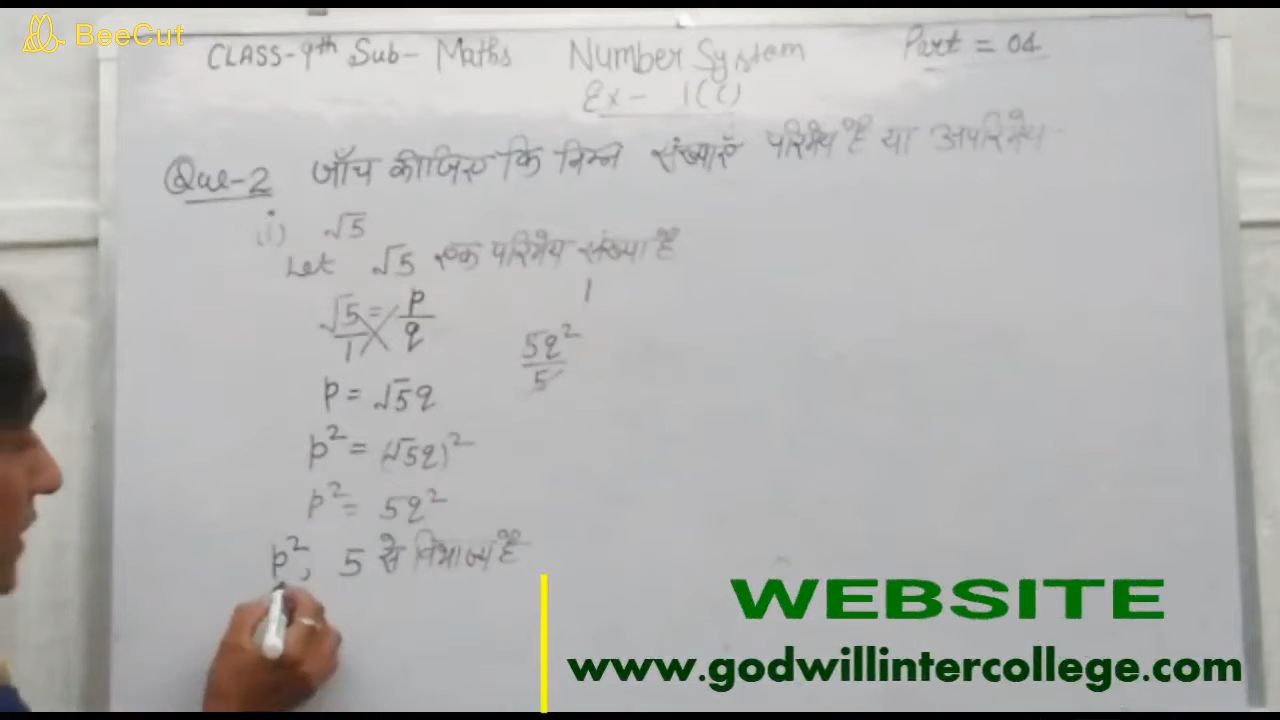 BeeCut
CLASS-9th Sub- Maths Number System Part = 04
Ex- 1(C)
Que-2 जाँच कीजिए कि निम्न संख्याएँ परिमेय है या अपरिमेय
(i) √5
Let √5 एक परिमेय संख्या है
√5/1 = p/q
1
5q²/5
p = √5q
p² = (√5q)²
p² = 5q²
p², 5 से विभाज्य है
WEBSITE
www.godwillintercollege.com